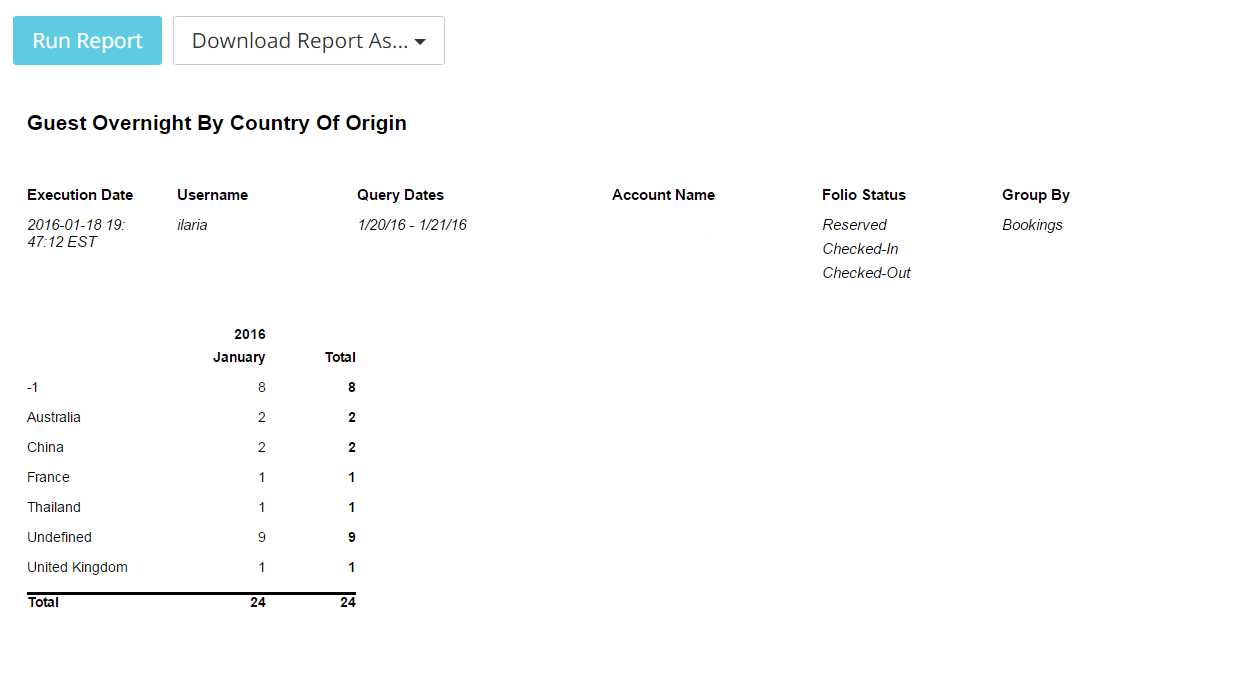 Run Report Download Report As...
Guest Overnight By Country Of Origin
Execution Date Username Query Dates Account Name Folio Status Group By
2016-01-18 19: ilaria 1/20/16 - 1/21/16 Reserved Bookings
47:12 EST
Checked-In
Checked-Out
2016
January Total
-1 8 8
Australia 2 2
China 2 2
France 1 1
Thailand 1 1
Undefined 9 9
United Kingdom 1 1
Total 24 24